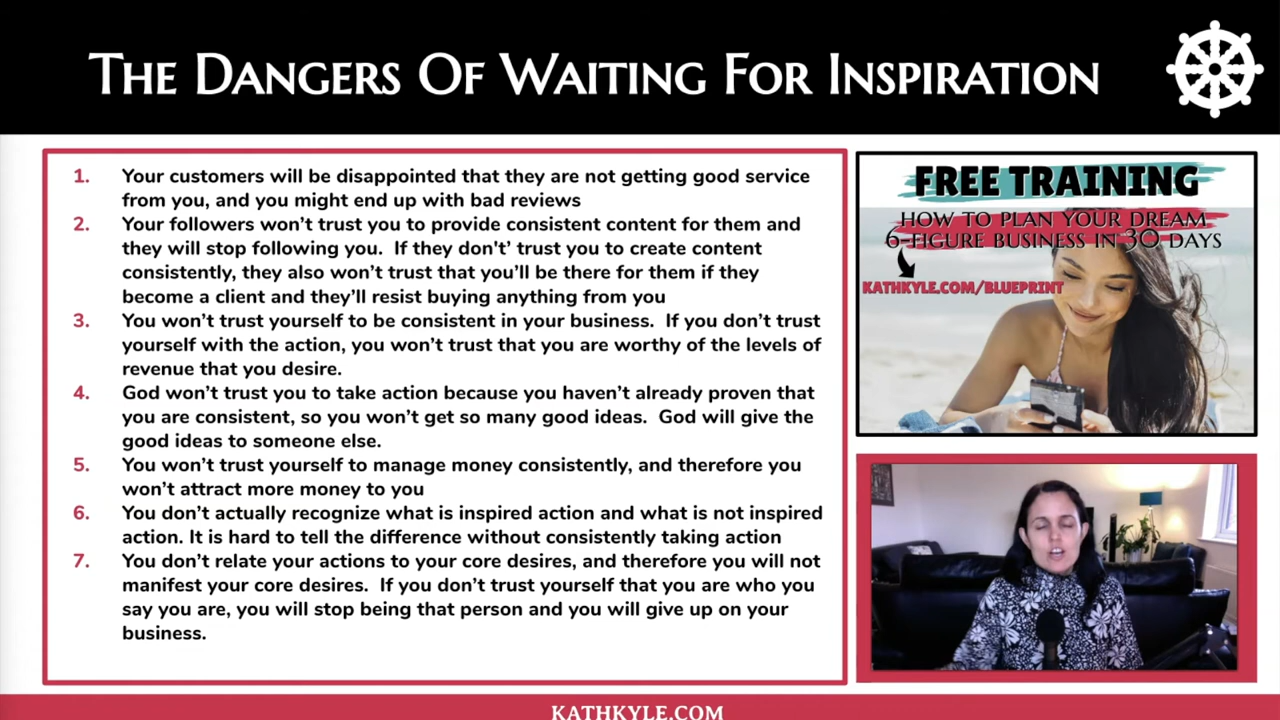 The Dangers Of Waiting For Inspiration
1. Your customers will be disappointed that they are not getting good service
from you, and you might end up with bad reviews
2. Your followers won't trust you to provide consistent content for them and
they will stop following you.  If they don't' trust you to create content
consistently, they also won't trust that you'll be there for them if they
become a client and they'll resist buying anything from you
3. You won't trust yourself to be consistent in your business.  If you don't trust
yourself with the action, you won't trust that you are worthy of the levels of
revenue that you desire.
4. God won't trust you to take action because you haven't already proven that
you are consistent, so you won't get so many good ideas.  God will give the
good ideas to someone else.
5. You won't trust yourself to manage money consistently, and therefore you
won't attract more money to you
6. You don't actually recognize what is inspired action and what is not inspired
action. It is hard to tell the difference without consistently taking action
7. You don't relate your actions to your core desires, and therefore you will not
manifest your core desires.  If you don't trust yourself that you are who you
say you are, you will stop being that person and you will give up on your
business.
FREE TRAINING
HOW TO PLAN YOUR DREAM
6-FIGURE BUSINESS IN 30 DAYS
KATHKYLE.COM/BLUEPRINT
KATHKYLE.COM